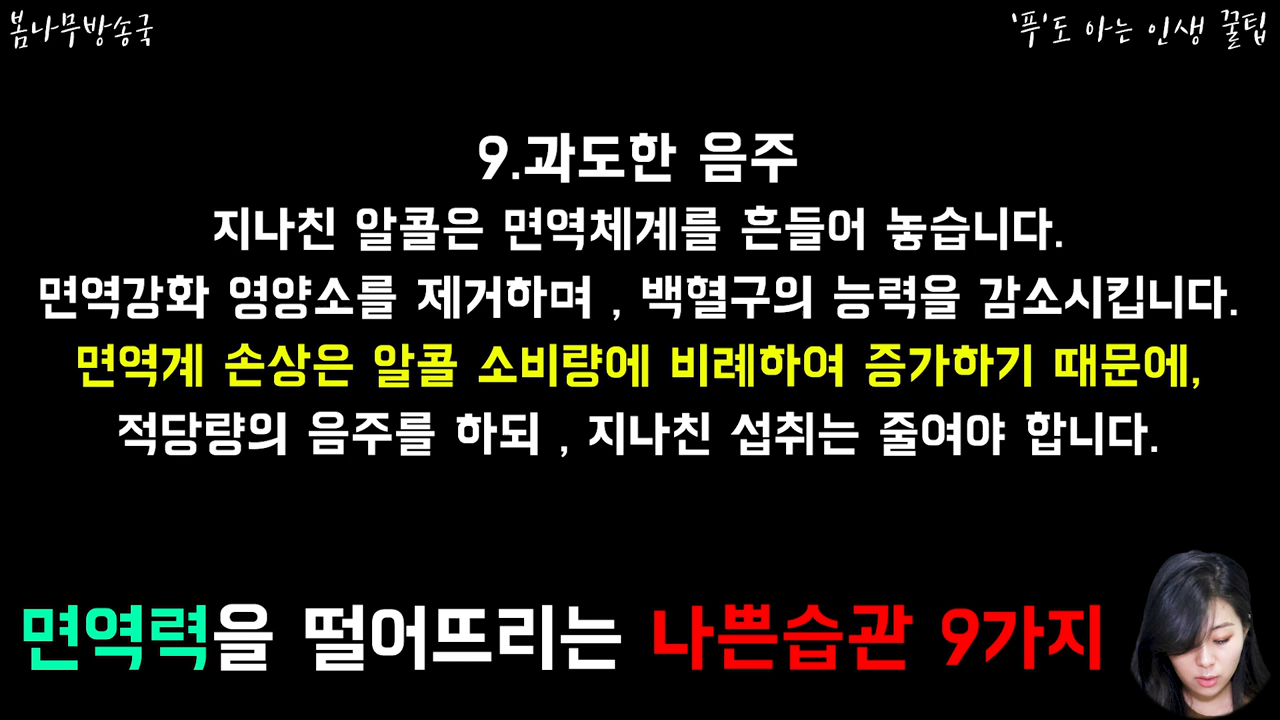 봄나무방송국
'푸'도 아는 인생 꿀팁
9.과도한 음주
지나친 알콜은 면역체계를 흔들어 놓습니다.
면역강화 영양소를 제거하며 , 백혈구의 능력을 감소시킵니다.
면역계 손상은 알콜 소비량에 비례하여 증가하기 때문에,
적당량의 음주를 하되 , 지나친 섭취는 줄여야 합니다.
면역력을 떨어뜨리는 나쁜습관 9가지